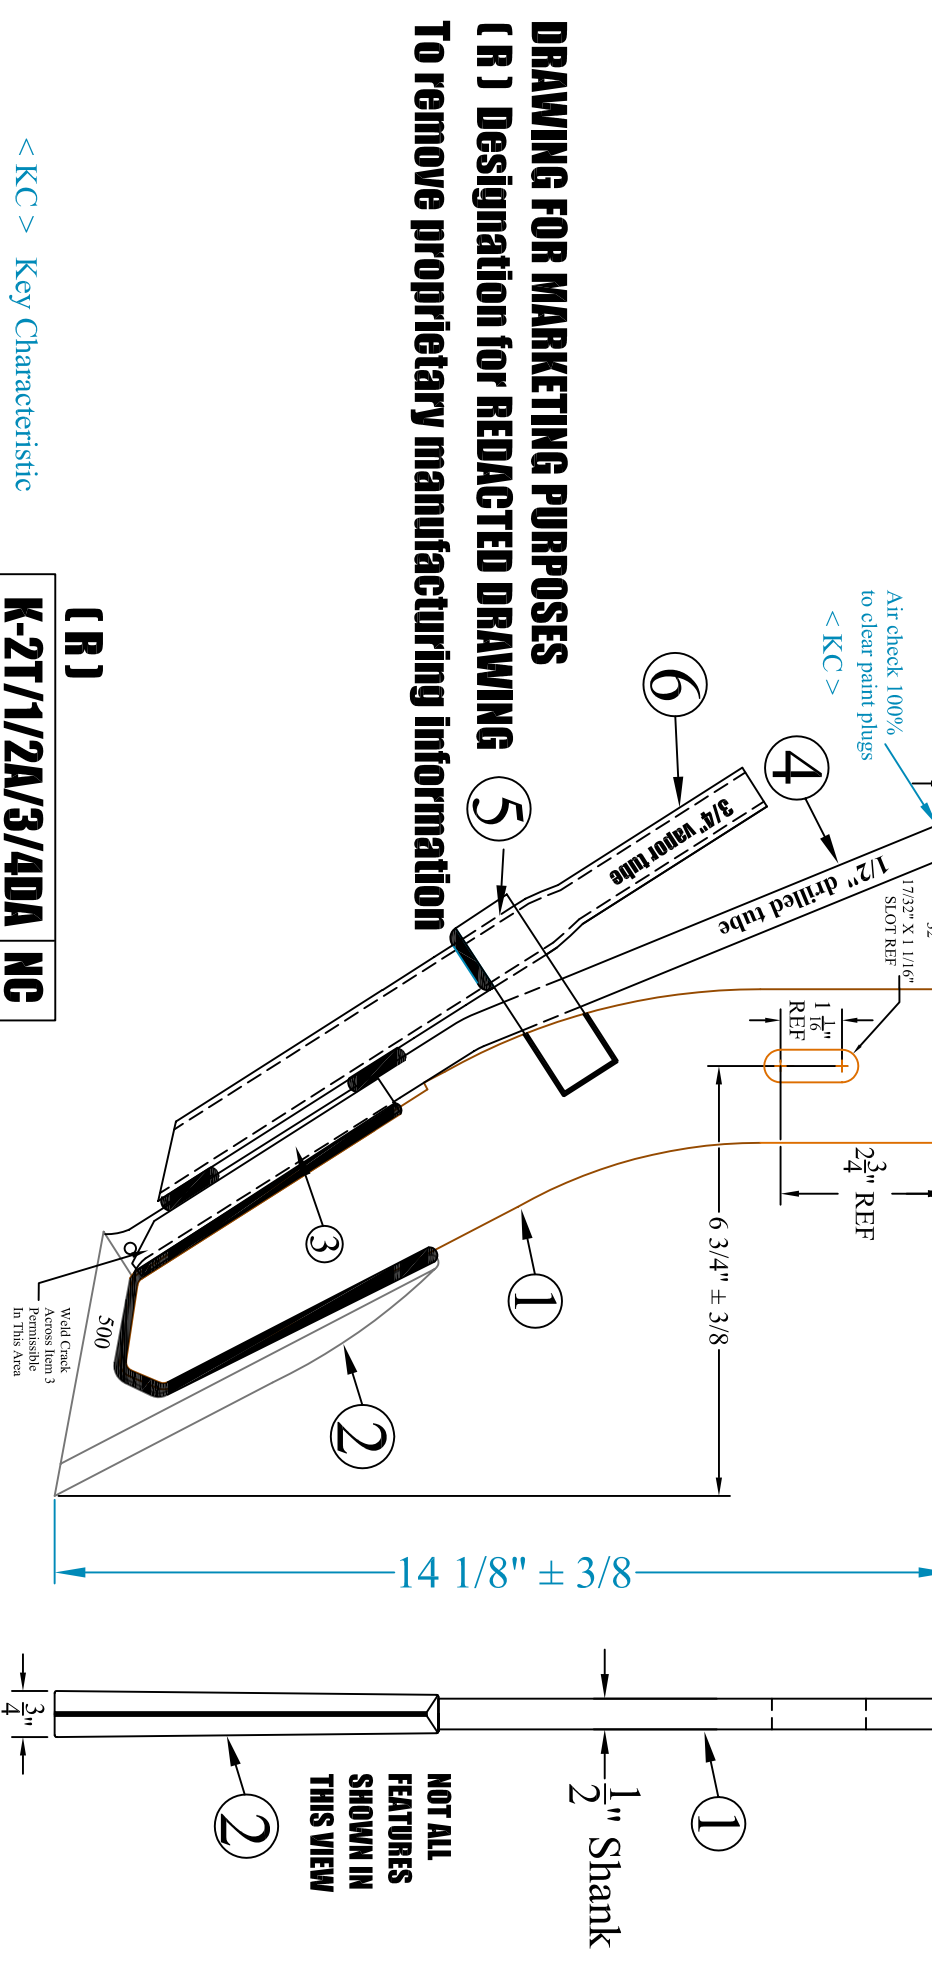 DRAWING FOR MARKETING PURPOSES
( R ) Designation for REDACTED DRAWING
To remove proprietary manufacturing information
< KC > Key Characteristic
( R )
K-2T/1/2A/3/4DA NC
Air check 100%
to clear paint plugs
< KC >
6
4
5
3/4" vapor tube
1/2" drilled tube
17/32" X 1 1/16"
SLOT REF
1 1/16"
REF
2 3/4" REF
6 3/4" ± 3/8
3
1
2
500
Weld Crack
Across Item 3
Permissible
In This Area
14 1/8" ± 3/8
3/4"
1/2" Shank
1
2
NOT ALL
FEATURES
SHOWN IN
THIS VIEW